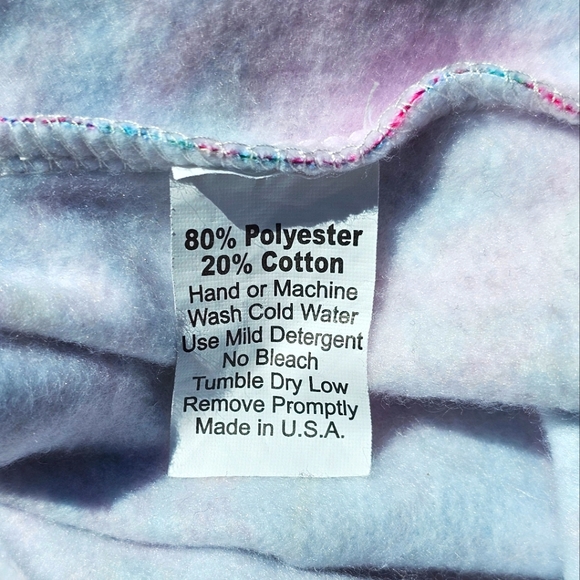 80% Polyester
20% Cotton
Hand or Machine
Wash Cold Water
Use Mild Detergent
No Bleach
Tumble Dry Low
Remove Promptly
Made in U.S.A.